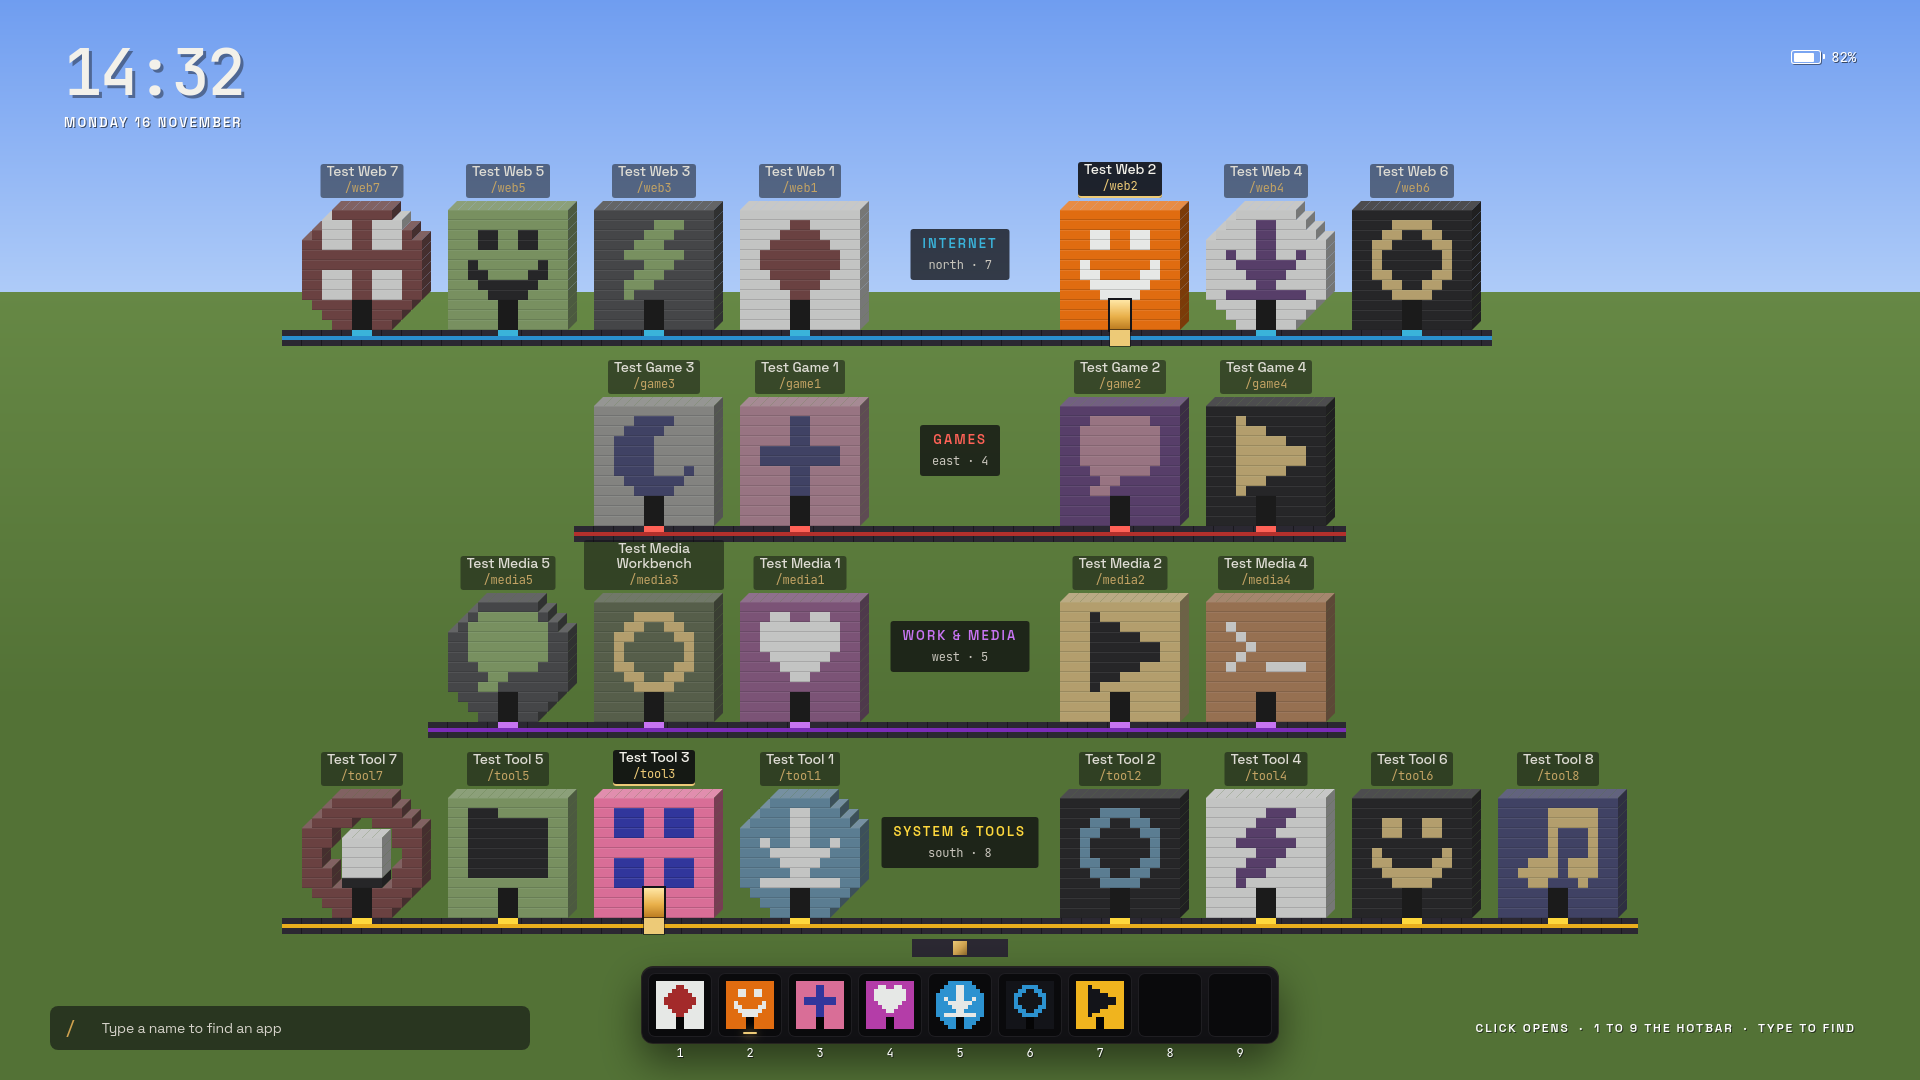 14:32
MONDAY 16 NOVEMBER
82%
Test Web 7
/web7
Test Web 5
/web5
Test Web 3
/web3
Test Web 1
/web1
INTERNET
north · 7
Test Web 2
/web2
Test Web 4
/web4
Test Web 6
/web6
Test Game 3
/game3
Test Game 1
/game1
GAMES
east · 4
Test Game 2
/game2
Test Game 4
/game4
Test Media 5
/media5
Test Media
Workbench
/media3
Test Media 1
/media1
WORK & MEDIA
west · 5
Test Media 2
/media2
Test Media 4
/media4
Test Tool 7
/tool7
Test Tool 5
/tool5
Test Tool 3
/tool3
Test Tool 1
/tool1
SYSTEM & TOOLS
south · 8
Test Tool 2
/tool2
Test Tool 4
/tool4
Test Tool 6
/tool6
Test Tool 8
/tool8
/ Type a name to find an app
1 2 3 4 5 6 7 8 9
CLICK OPENS · 1 TO 9 THE HOTBAR · TYPE TO FIND